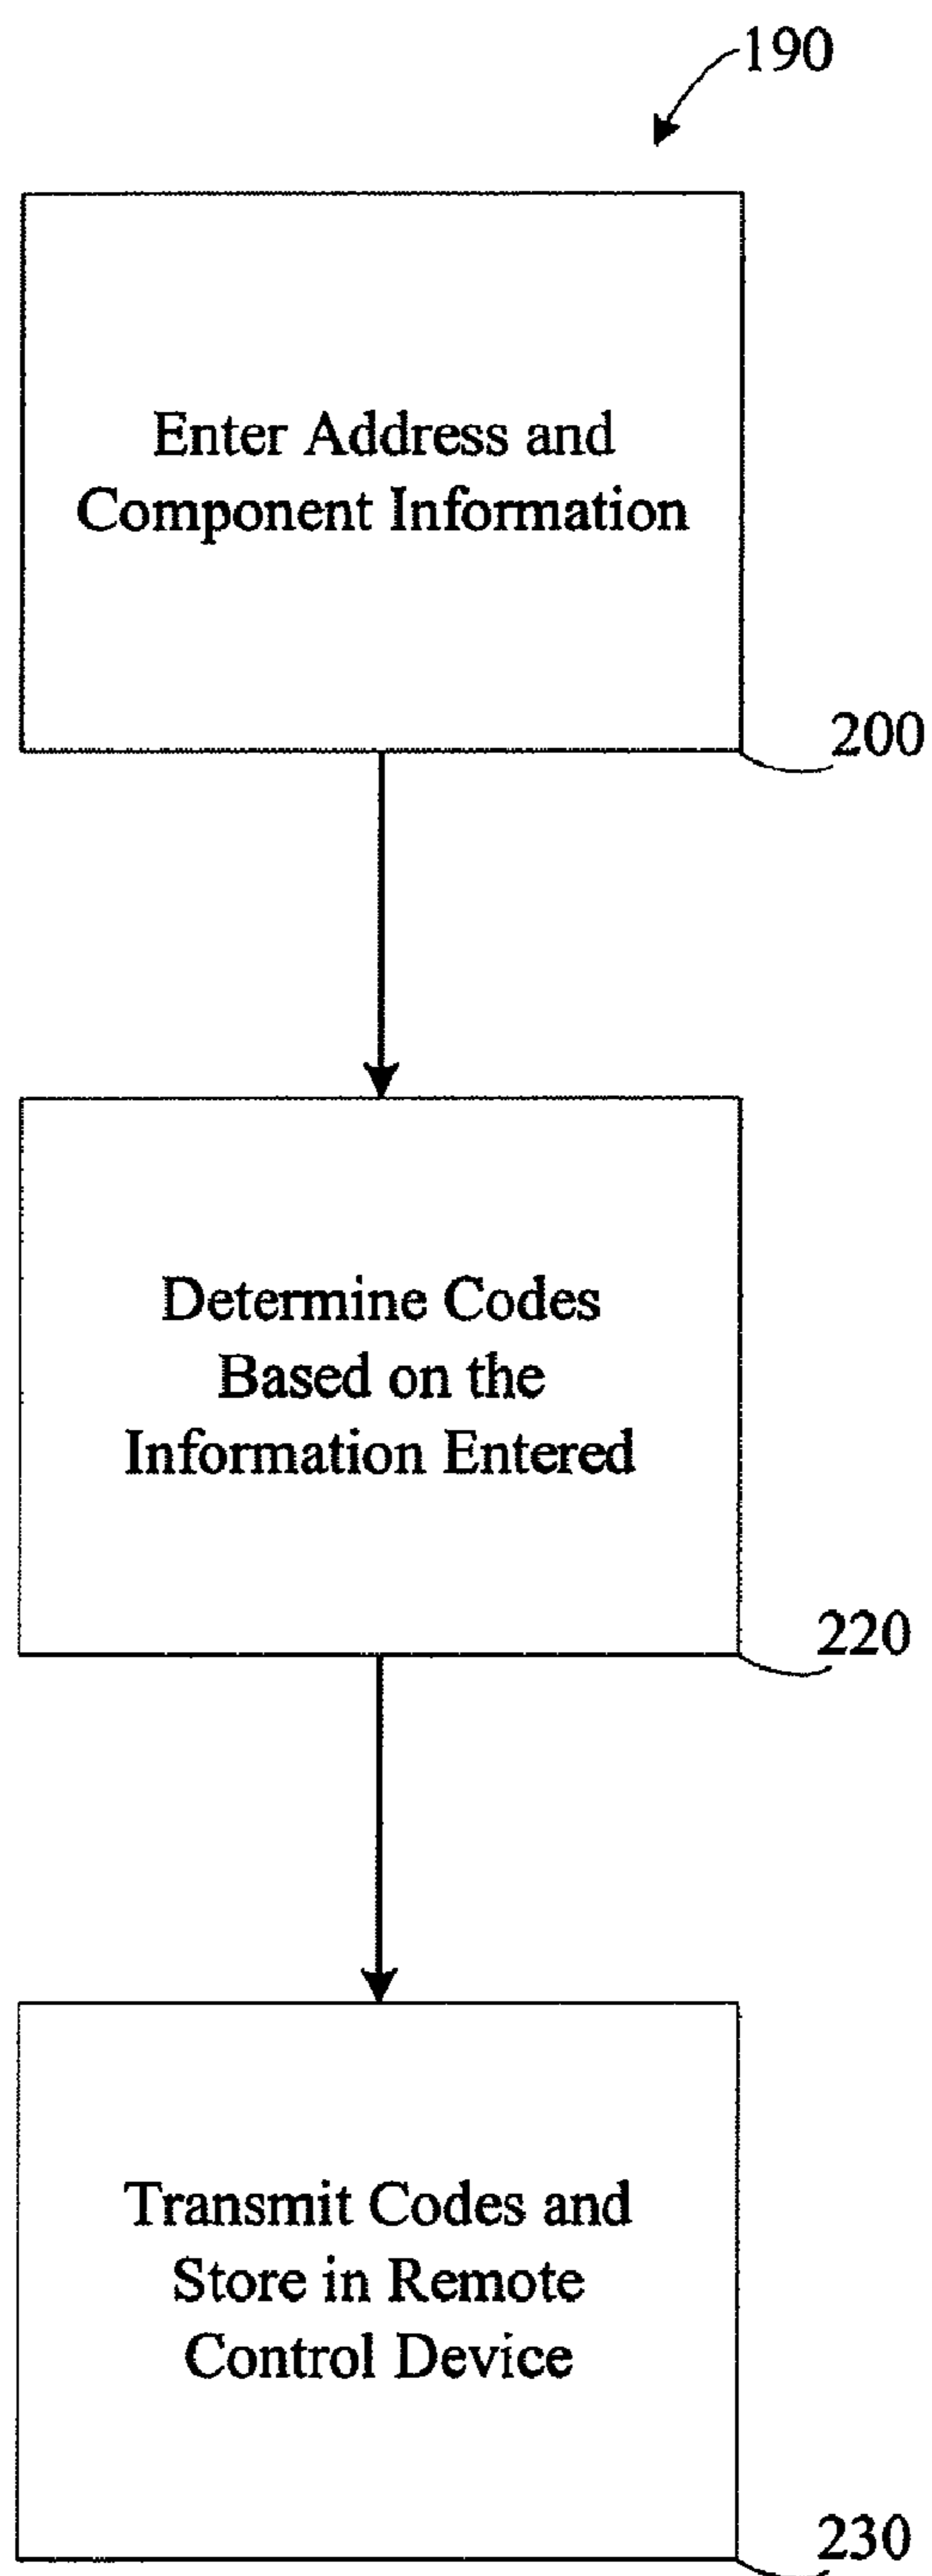 190
Enter Address and
Component Information
200
Determine Codes
Based on the
Information Entered
220
Transmit Codes and
Store in Remote
Control Device
230